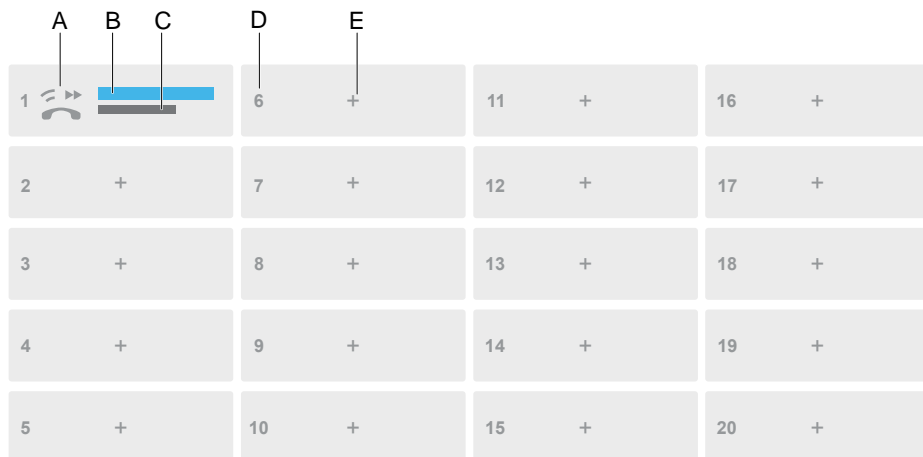 A B C D E
1 6 + 11 + 16 +
2 + 7 + 12 + 17 +
3 + 8 + 13 + 18 +
4 + 9 + 14 + 19 +
5 + 10 + 15 + 20 +